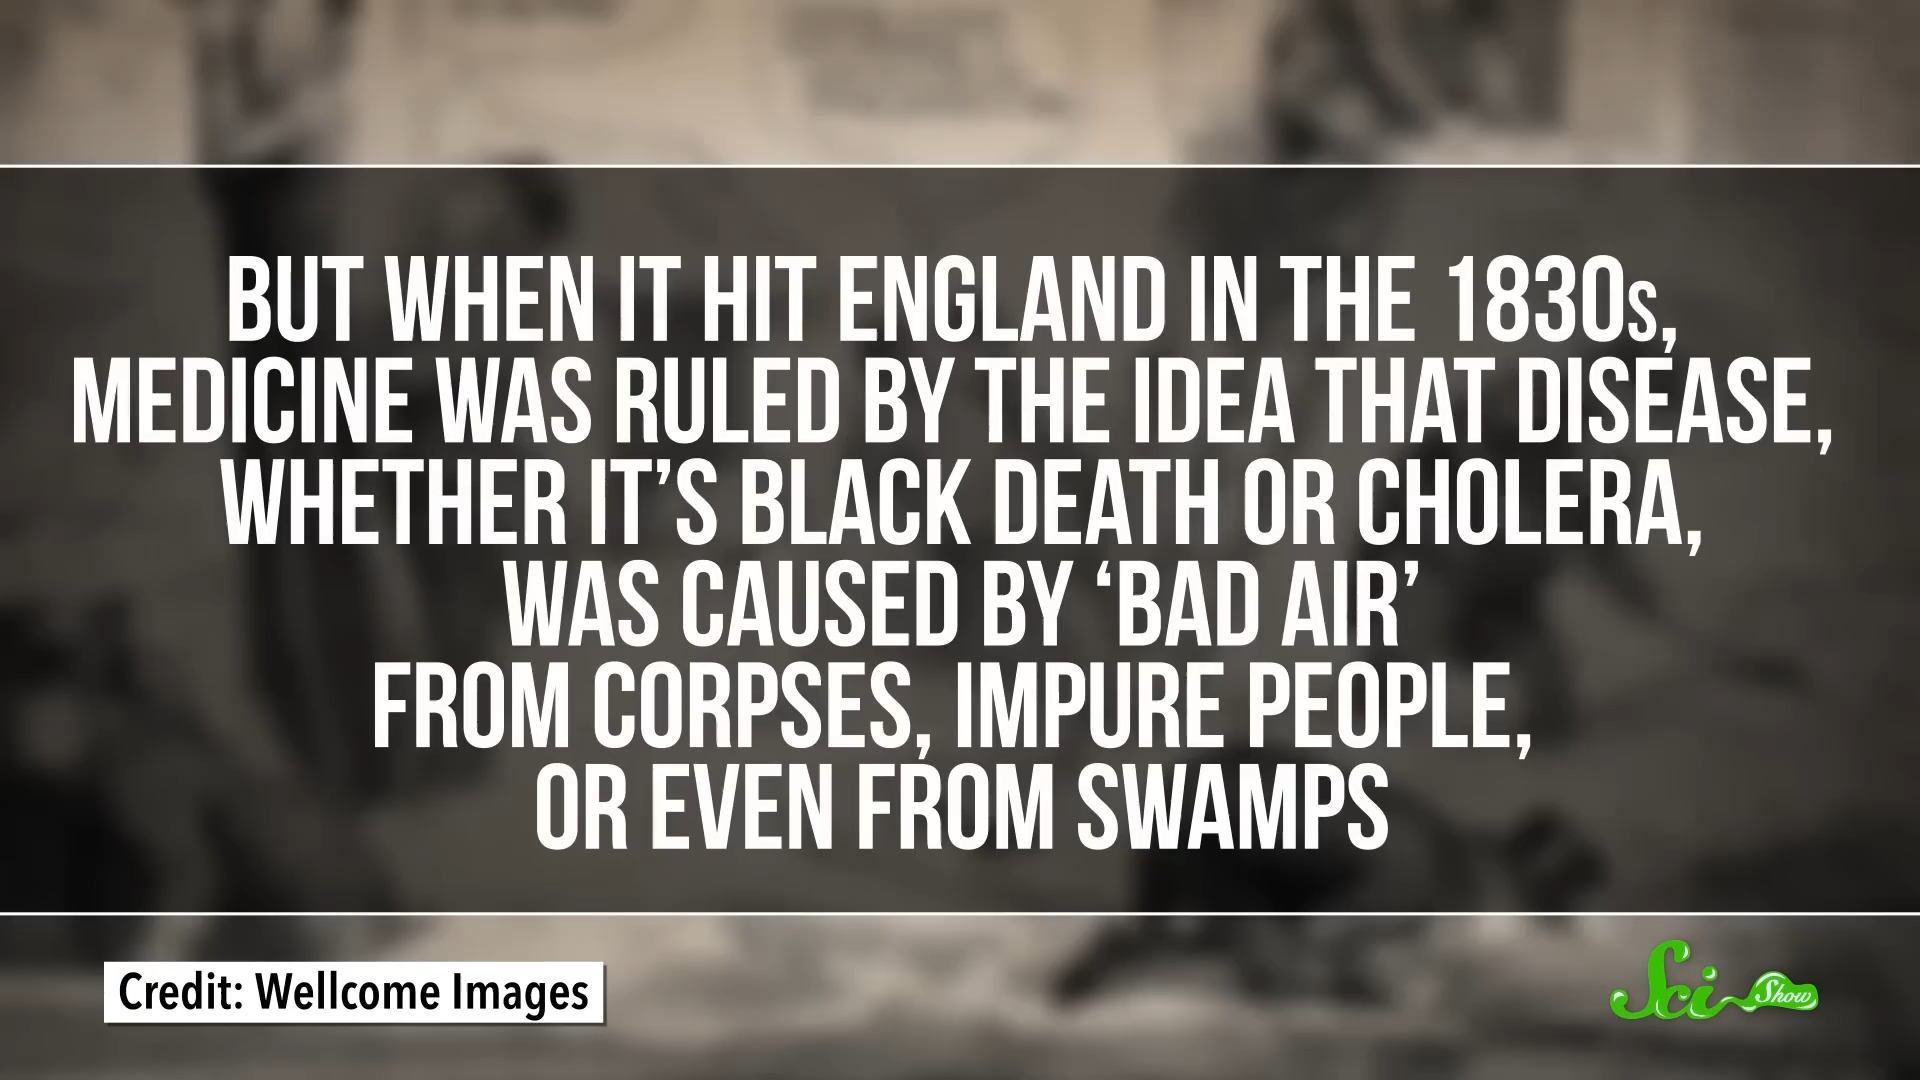 BUT WHEN IT HIT ENGLAND IN THE 1830s,
MEDICINE WAS RULED BY THE IDEA THAT DISEASE,
WHETHER IT’S BLACK DEATH OR CHOLERA,
WAS CAUSED BY ‘BAD AIR’
FROM CORPSES, IMPURE PEOPLE,
OR EVEN FROM SWAMPS
Credit: Wellcome Images
Sci Show